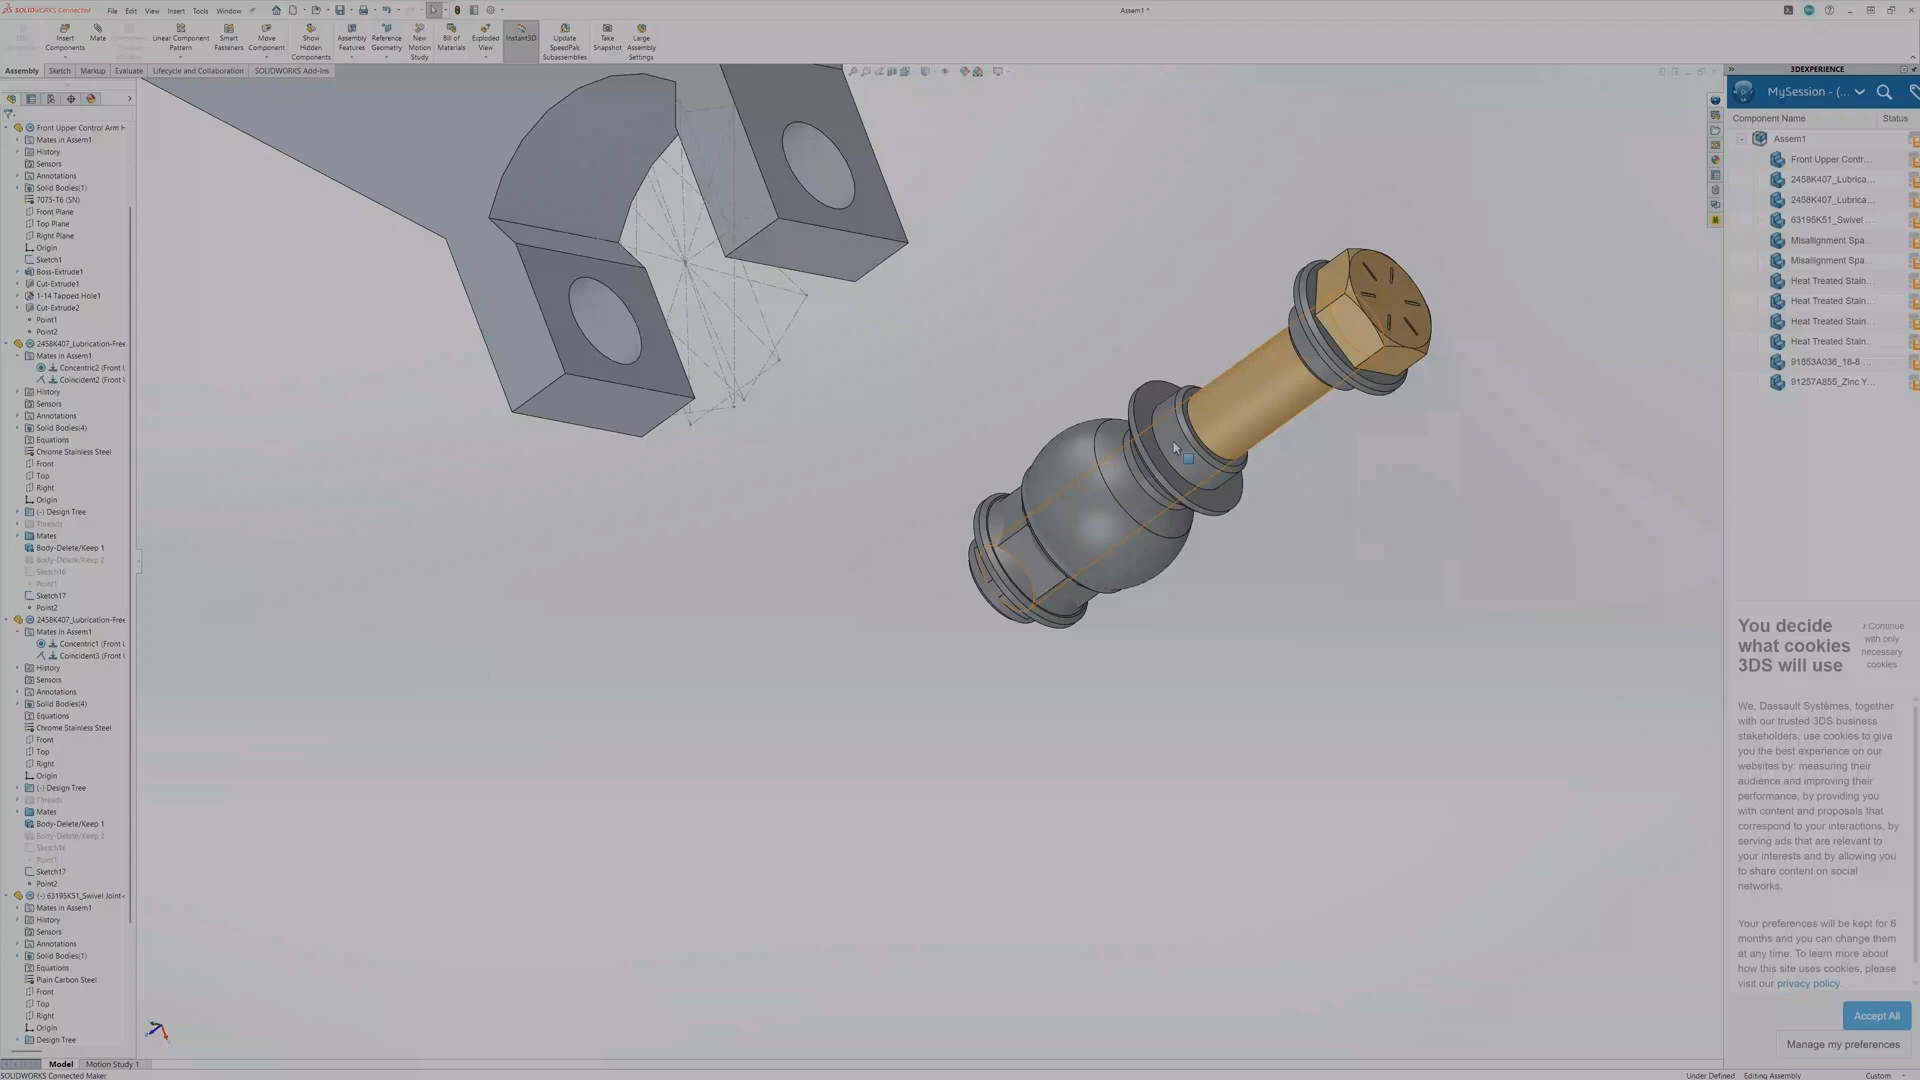 SOLIDWORKS Connected
File
Edit
View
Insert
Tools
Window
Assem1 *
Insert Components
Mate
Linear Component Pattern
Smart Fasteners
Move Component
Show Hidden Components
Assembly Features
Reference Geometry
New Motion Study
Bill of Materials
Exploded View
Instant3D
Update SpeedPak Subassemblies
Take Snapshot
Large Assembly Settings
Assembly
Sketch
Markup
Evaluate
Lifecycle and Collaboration
SOLIDWORKS Add-Ins
Front Upper Control Arm H
Mates in Assem1
History
Sensors
Annotations
Solid Bodies(1)
7075-T6 (SN)
Front Plane
Top Plane
Right Plane
Origin
Sketch1
Boss-Extrude1
Cut-Extrude1
1-14 Tapped Hole1
Cut-Extrude2
Point1
Point2
2458K407_Lubrication-Free
Mates in Assem1
Concentric2 (Front U
Coincident2 (Front U
History
Sensors
Annotations
Solid Bodies(4)
Equations
Chrome Stainless Steel
Front
Top
Right
Origin
(-) Design Tree
Threads
Mates
Body-Delete/Keep 1
Body-Delete/Keep 2
Sketch16
Point1
Sketch17
Point2
2458K407_Lubrication-Free
Mates in Assem1
Concentric1 (Front U
Coincident3 (Front U
History
Sensors
Annotations
Solid Bodies(4)
Equations
Chrome Stainless Steel
Front
Top
Right
Origin
(-) Design Tree
Threads
Mates
Body-Delete/Keep 1
Body-Delete/Keep 2
Sketch16
Point1
Sketch17
Point2
(-) 63195K51_Swivel Joint-
Mates in Assem1
History
Sensors
Annotations
Solid Bodies(1)
Equations
Plain Carbon Steel
Front
Top
Right
Origin
Design Tree
Model
Motion Study 1
SOLIDWORKS Connected Maker
Under Defined
Editing Assembly
Custom
3DEXPERIENCE
MySession - (...
Component Name
Status
Assem1
Front Upper Contr...
2458K407_Lubrica...
2458K407_Lubrica...
63195K51_Swivel ...
Misallignment Spa...
Misallignment Spa...
Heat Treated Stain...
Heat Treated Stain...
Heat Treated Stain...
Heat Treated Stain...
91853A036_18-8 ...
91257A855_Zinc Y...
You decide
what cookies
3DS will use
› Continue
with only
necessary
cookies
We, Dassault Systèmes, together
with our trusted 3DS business
stakeholders, use cookies to give
you the best experience on our
websites by: measuring their
audience and improving their
performance, by providing you
with content and proposals that
correspond to your interactions, by
serving ads that are relevant to
your interests and by allowing you
to share content on social
networks.
Your preferences will be kept for 6
months and you can change them
at any time. To learn more about
how this site uses cookies, please
visit our privacy policy.
Accept All
Manage my preferences